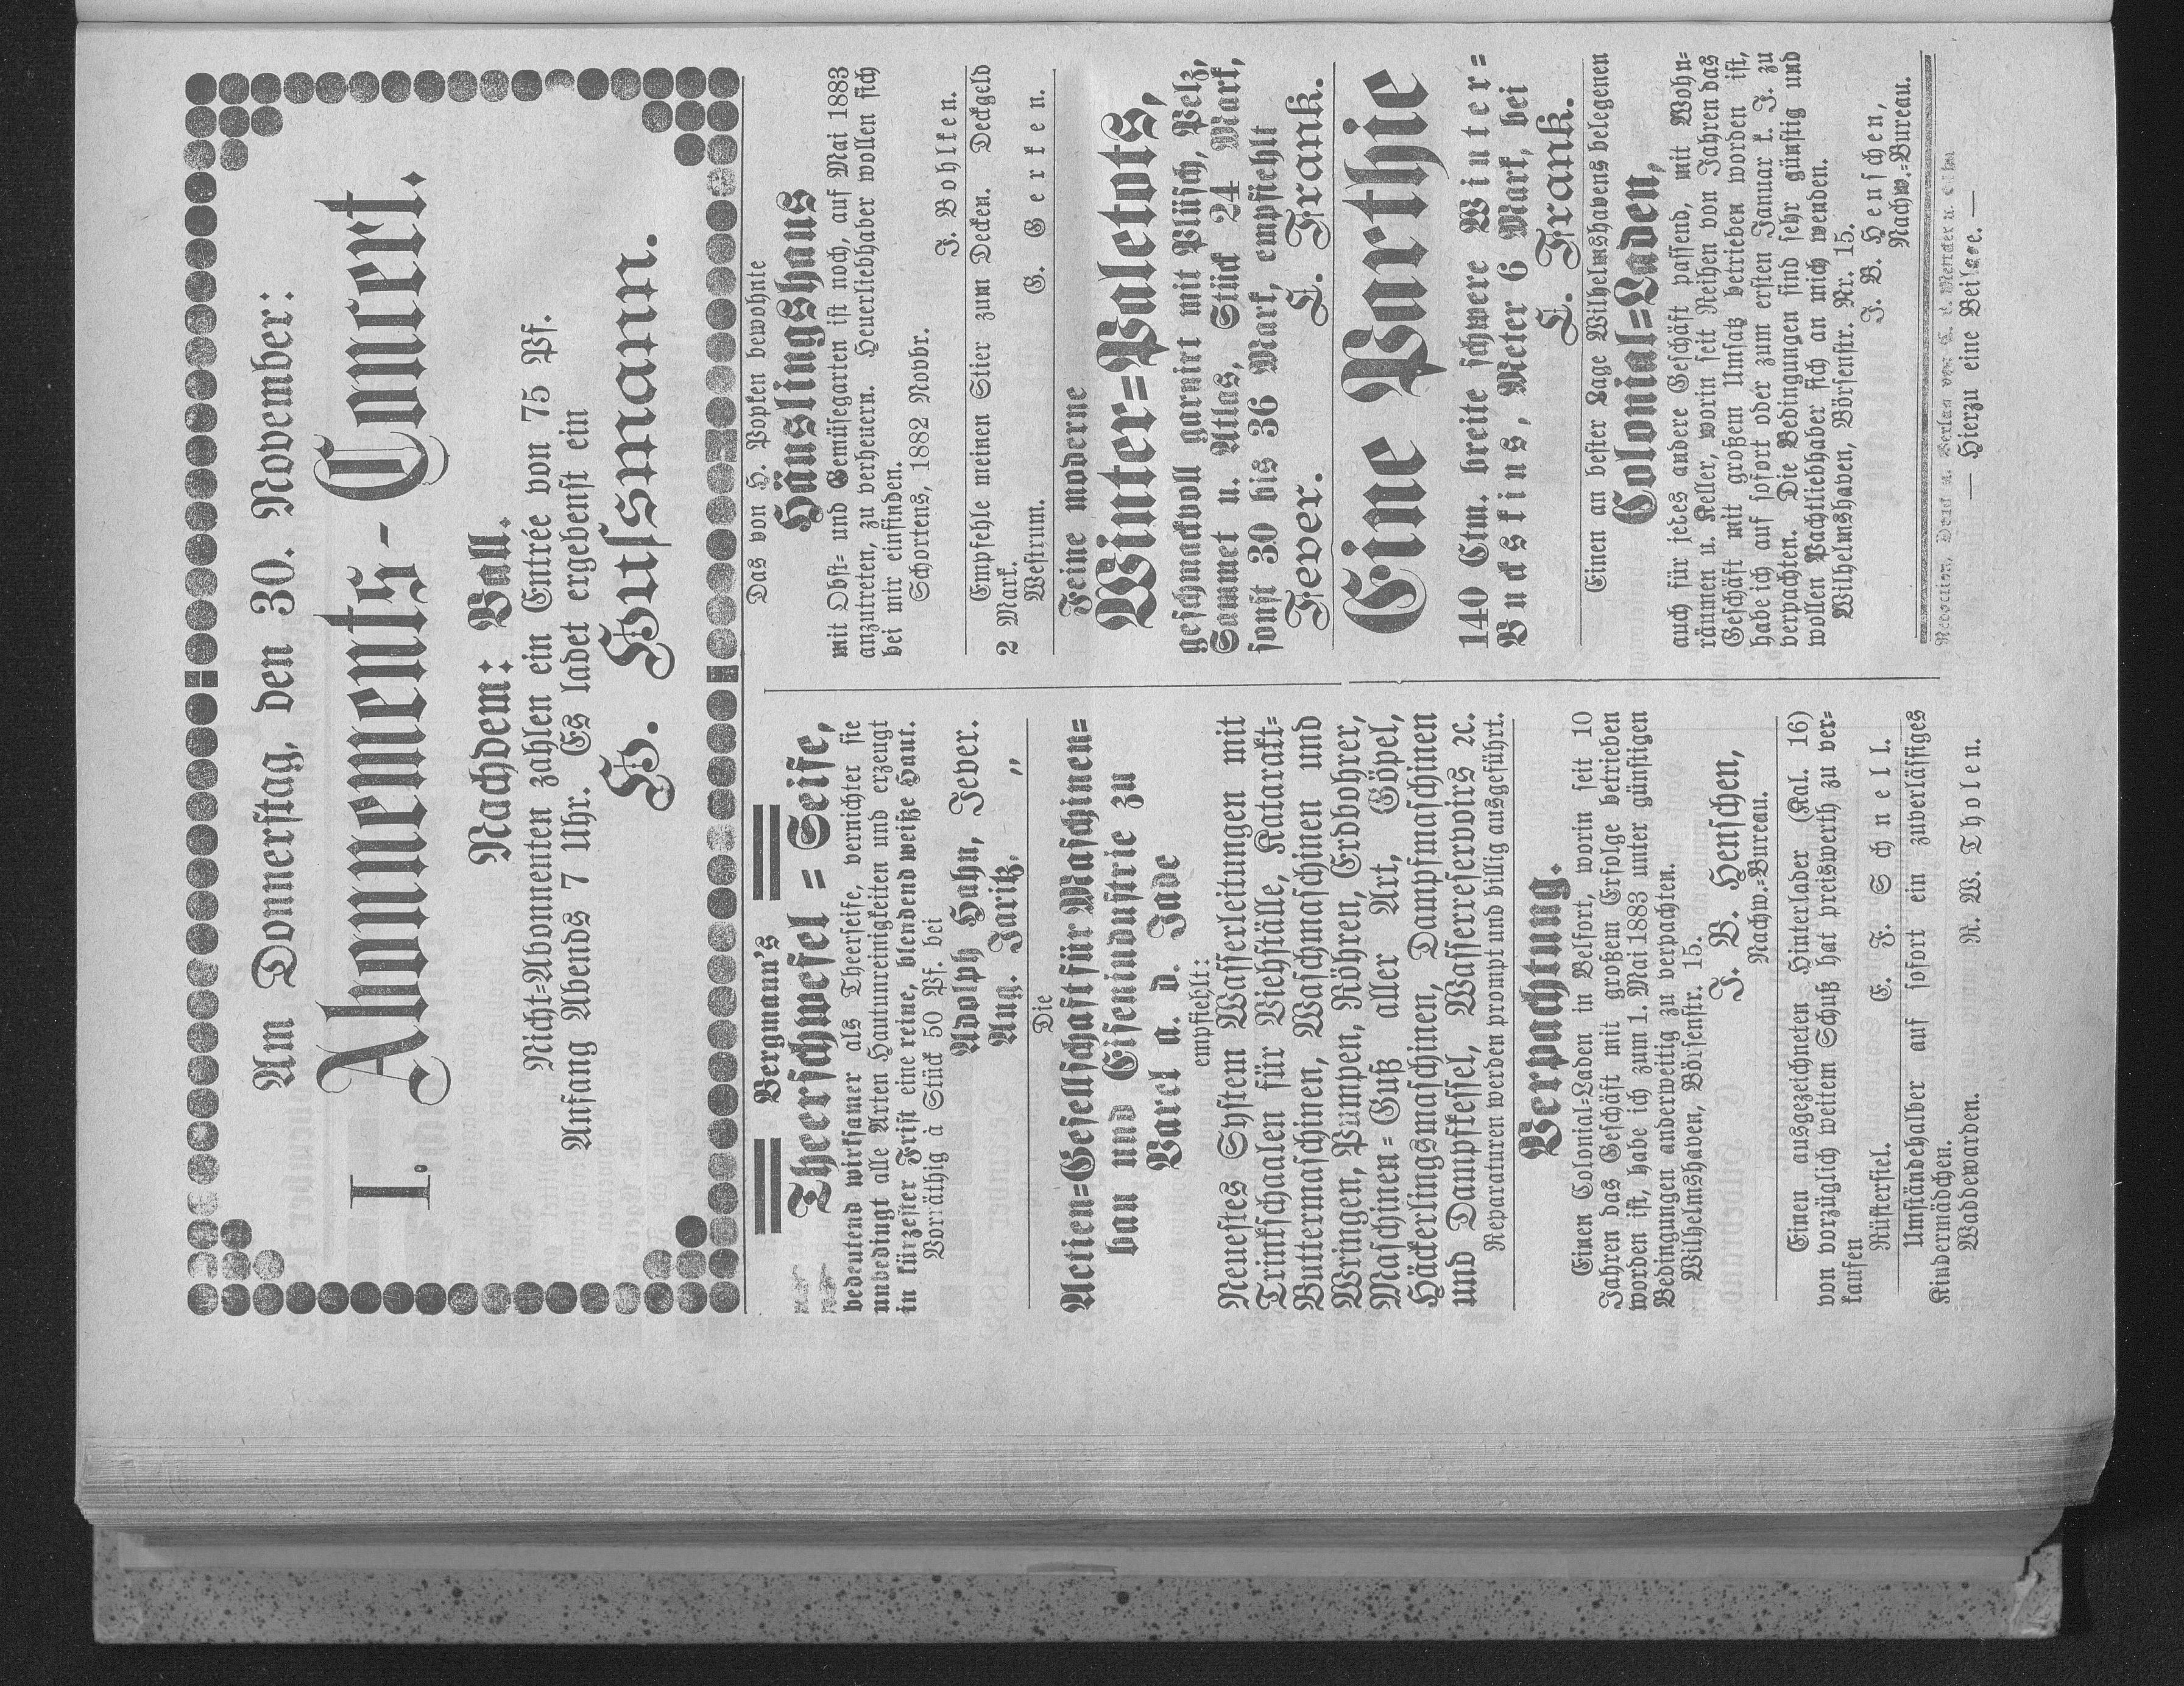 Am Donnerstag, den 30. November:
I. Abonnements-Concert.
Nachdem: Ball.
Nicht-Abonnenten zahlen ein Entrée von 75 Pf.
Anfang Abends 7 Uhr. Es ladet ergebenst ein
H. Hussmann.
Bergmann's
Theerschwefel-Seife,
bedeutend wirksamer als Theerseife, vernichtet sie
unbedingt alle Arten Hautunreinigkeiten und erzeugt
in kürzester Frist eine reine, blendend weiße Haut.
Vorräthig à Stück 50 Pf. bei
Adolph Hahn, Jever.
Aug. Jaritz, „
Die
Actien-Gesellschaft für Maschinen-
bau und Eisenindustrie zu
Varel a. d. Jade
empfiehlt:
Neuestes System Wasserleitungen mit
Trinkschaalen für Viehställe, Katarakt-
Buttermaschinen, Waschmaschinen und
Wringen, Pumpen, Röhren, Erdbohrer,
Maschinen-Guß aller Art, Göpel,
Häckerlingsmaschinen, Dampfmaschinen
und Dampfkessel, Wasserreservoirs ꝛc.
Reparaturen werden prompt und billig ausgeführt.
Verpachtung.
Einen Colonial-Laden in Belfort, worin seit 10
Jahren das Geschäft mit großem Erfolge betrieben
worden ist, habe ich zum 1. Mai 1883 unter günstigen
Bedingungen anderweitig zu verpachten.
Wilhelmshaven, Börsenstr. 15.
J. B. Henschen,
Nachw.-Bureau.
Einen ausgezeichneten Hinterlader (Kal. 16)
von vorzüglich weitem Schuß hat preiswerth zu ver-
kaufen
Rüstersiel. E. F. Schnell.
Umständehalber auf sofort ein zuverlässiges
Kindermädchen.
Waddewarden. R. W. Tholen.
Das von H. Popken bewohnte
Häuslingshaus
mit Obst- und Gemüsegarten ist noch, auf Mai 1883
anzutreten, zu verheuern. Heuerliebhaber wollen sich
bei mir einfinden.
Schortens, 1882 Novbr.
J. Bohlken.
Empfehle meinen Stier zum Decken. Deckgeld
2 Mark.
Westrum. G. Gerken.
Feine moderne
Winter-Paletots,
geschmackvoll garnirt mit Plüsch, Pelz,
Sammet u. Atlas, Stück 24 Mark,
sonst 30 bis 36 Mark, empfiehlt
Jever. L. Frank.
Eine Parthie
140 Ctm. breite schwere Winter-
Buckskins, Meter 6 Mark, bei
L. Frank.
Einen an bester Lage Wilhelmshavens belegenen
Colonial-Laden,
auch für jedes andere Geschäft passend, mit Wohn-
räumen u. Keller, worin seit Reihen von Jahren das
Geschäft mit großem Umsatz betrieben worden ist,
habe ich auf sofort oder zum ersten Januar k. J. zu
verpachten. Die Bedingungen sind sehr günstig und
wollen Pachtliebhaber sich an mich wenden.
Wilhelmshaven, Börsenstr. Nr. 15.
J. B. Henschen,
Nachw.-Bureau.
Redaction, Druck u. Verlag von C. L. Mettcker u. Söhne
— Hierzu eine Beilage. —